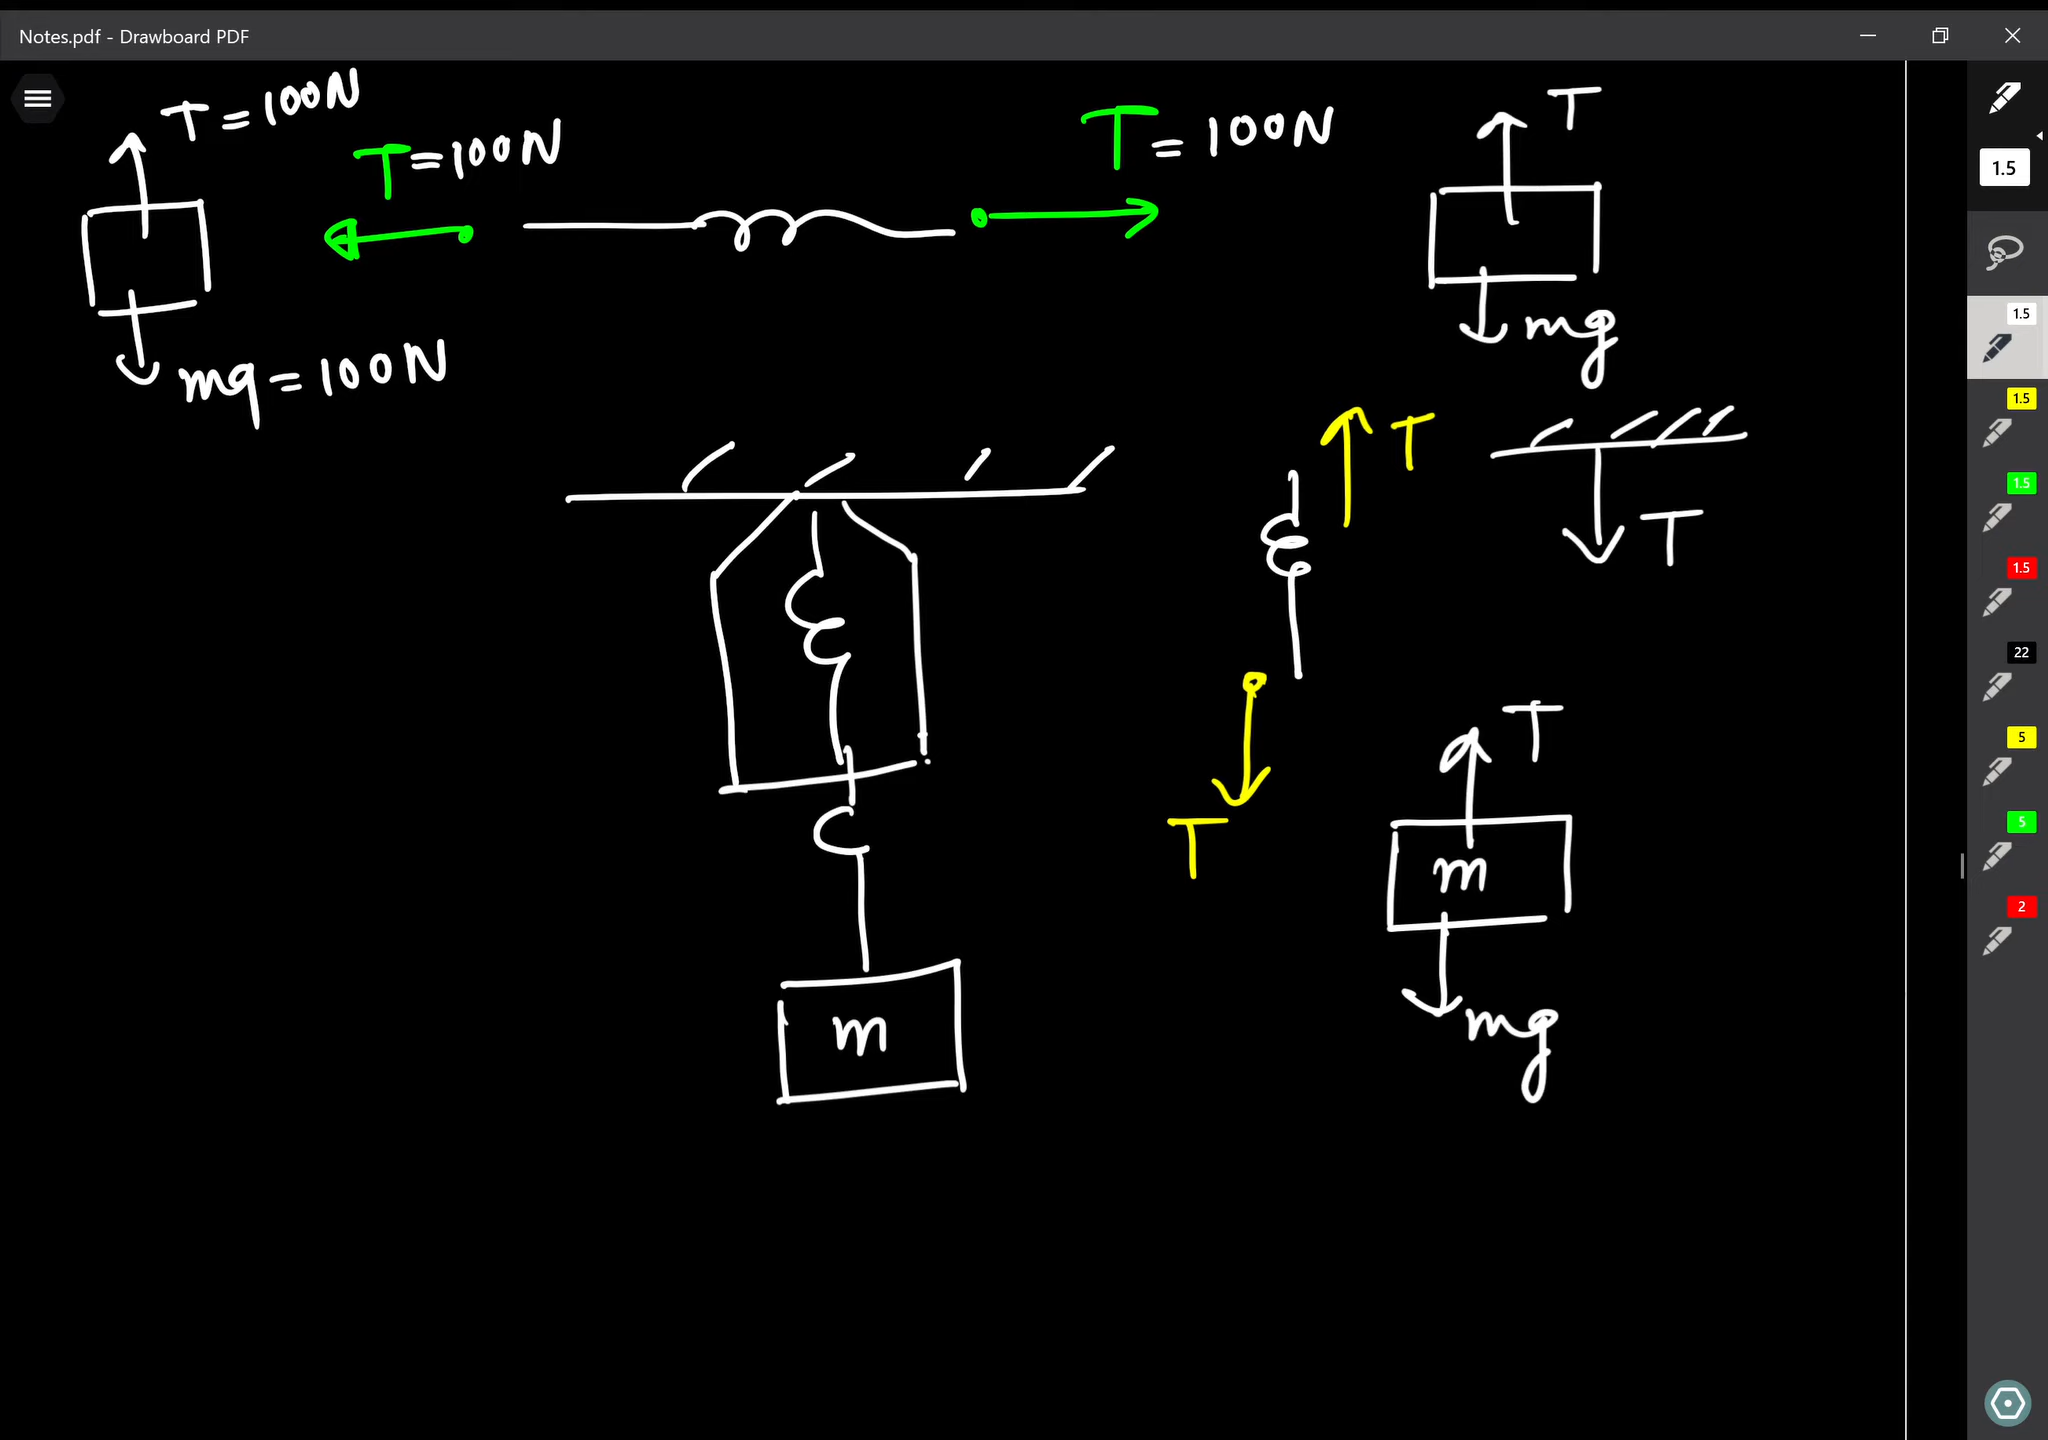 Notes.pdf - Drawboard PDF
T = 100N
T = 100N
T = 100N
T
1.5
mg = 100N
mg
1.5
1.5
T
T
1.5
1.5
22
T
5
T
m
5
m
mg
2